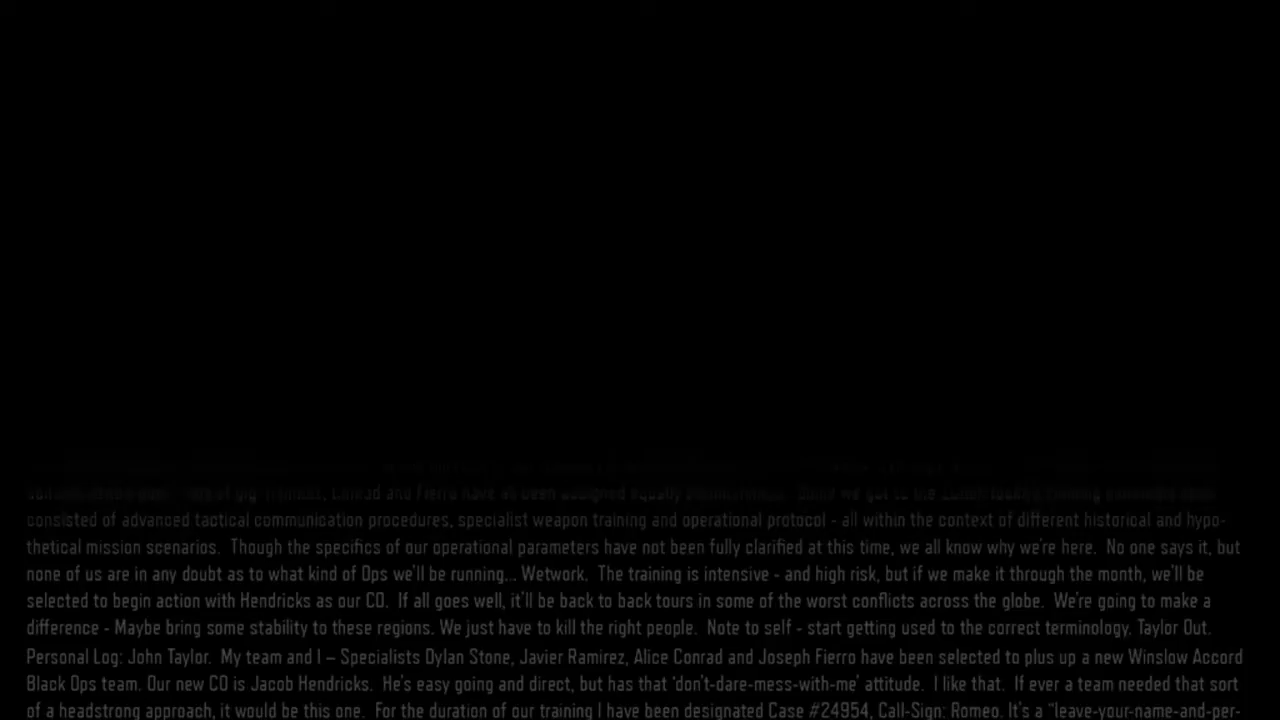 and Fierro have all been assigned equally
consisted of advanced tactical communication procedures, specialist weapon training and operational protocol - all within the context of different historical and hypo-
thetical mission scenarios.  Though the specifics of our operational parameters have not been fully clarified at this time, we all know why we're here.  No one says it, but
none of us are in any doubt as to what kind of Ops we'll be running... Wetwork.  The training is intensive - and high risk, but if we make it through the month, we'll be
selected to begin action with Hendricks as our CO.  If all goes well, it'll be back to back tours in some of the worst conflicts across the globe.  We're going to make a
difference - Maybe bring some stability to these regions. We just have to kill the right people.  Note to self - start getting used to the correct terminology. Taylor Out.
Personal Log: John Taylor.  My team and I – Specialists Dylan Stone, Javier Ramirez, Alice Conrad and Joseph Fierro have been selected to plus up a new Winslow Accord
Black Ops team. Our new CO is Jacob Hendricks.  He's easy going and direct, but has that 'don't-dare-mess-with-me' attitude.  I like that.  If ever a team needed that sort
of a headstrong approach, it would be this one.  For the duration of our training I have been designated Case #24954, Call-Sign: Romeo. It's a "leave-your-name-and-per-